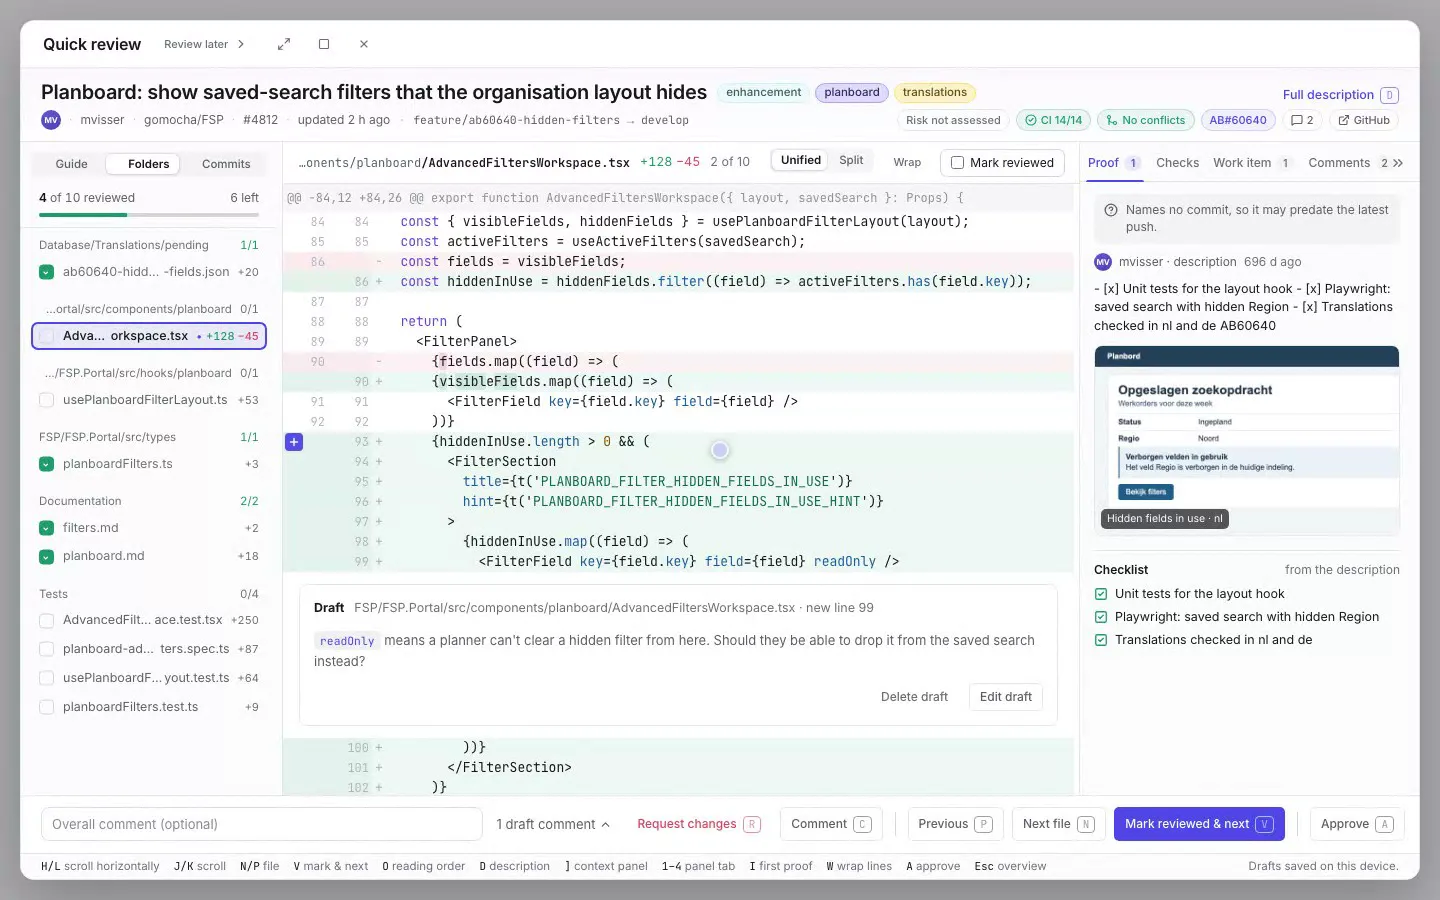 Quick review
Review later
Planboard: show saved-search filters that the organisation layout hides
enhancement
planboard
translations
Full description D
MV · mvisser · gomocha/FSP · #4812 · updated 2 h ago · feature/ab60640-hidden-filters → develop
Risk not assessed
CI 14/14
No conflicts
AB#60640
2
GitHub
Guide
Folders
Commits
4 of 10 reviewed
6 left
Database/Translations/pending 1/1
ab60640-hidd... -fields.json +20
...ortal/src/components/planboard 0/1
Adva... orkspace.tsx • +128 −45
.../FSP.Portal/src/hooks/planboard 0/1
usePlanboardFilterLayout.ts +53
FSP/FSP.Portal/src/types 1/1
planboardFilters.ts +3
Documentation 2/2
filters.md +2
planboard.md +18
Tests 0/4
AdvancedFilt... ace.test.tsx +250
planboard-ad... ters.spec.ts +87
usePlanboardF... yout.test.ts +64
planboardFilters.test.ts +9
…onents/planboard/AdvancedFiltersWorkspace.tsx +128 −45 2 of 10
Unified
Split
Wrap
Mark reviewed
@@ -84,12 +84,26 @@ export function AdvancedFiltersWorkspace({ layout, savedSearch }: Props) {
84 84 const { visibleFields, hiddenFields } = usePlanboardFilterLayout(layout);
85 85 const activeFilters = useActiveFilters(savedSearch);
86 - const fields = visibleFields;
86 + const hiddenInUse = hiddenFields.filter((field) => activeFilters.has(field.key));
87 87
88 88 return (
89 89 <FilterPanel>
90 - {fields.map((field) => (
90 + {visibleFields.map((field) => (
91 91 <FilterField key={field.key} field={field} />
92 92 ))}
+ 93 + {hiddenInUse.length > 0 && (
94 + <FilterSection
95 + title={t('PLANBOARD_FILTER_HIDDEN_FIELDS_IN_USE')}
96 + hint={t('PLANBOARD_FILTER_HIDDEN_FIELDS_IN_USE_HINT')}
97 + >
98 + {hiddenInUse.map((field) => (
99 + <FilterField key={field.key} field={field} readOnly />
Draft FSP/FSP.Portal/src/components/planboard/AdvancedFiltersWorkspace.tsx · new line 99
readOnly means a planner can't clear a hidden filter from here. Should they be able to drop it from the saved search
instead?
Delete draft
Edit draft
100 + ))}
101 + </FilterSection>
102 + )}
Proof 1
Checks
Work item 1
Comments 2
Names no commit, so it may predate the latest
push.
MV mvisser · description 696 d ago
- [x] Unit tests for the layout hook - [x] Playwright:
saved search with hidden Region - [x] Translations
checked in nl and de AB60640
Planbord
Opgeslagen zoekopdracht
Werkorders voor deze week
Status Ingepland
Regio Noord
Verborgen velden in gebruik
Het veld Regio is verborgen in de huidige indeling.
Bekijk filters
Hidden fields in use · nl
Checklist from the description
Unit tests for the layout hook
Playwright: saved search with hidden Region
Translations checked in nl and de
Overall comment (optional)
1 draft comment
Request changes R
Comment C
Previous P
Next file N
Mark reviewed & next V
Approve A
H/L scroll horizontally J/K scroll N/P file V mark & next O reading order D description ] context panel 1–4 panel tab I first proof W wrap lines A approve Esc overview
Drafts saved on this device.